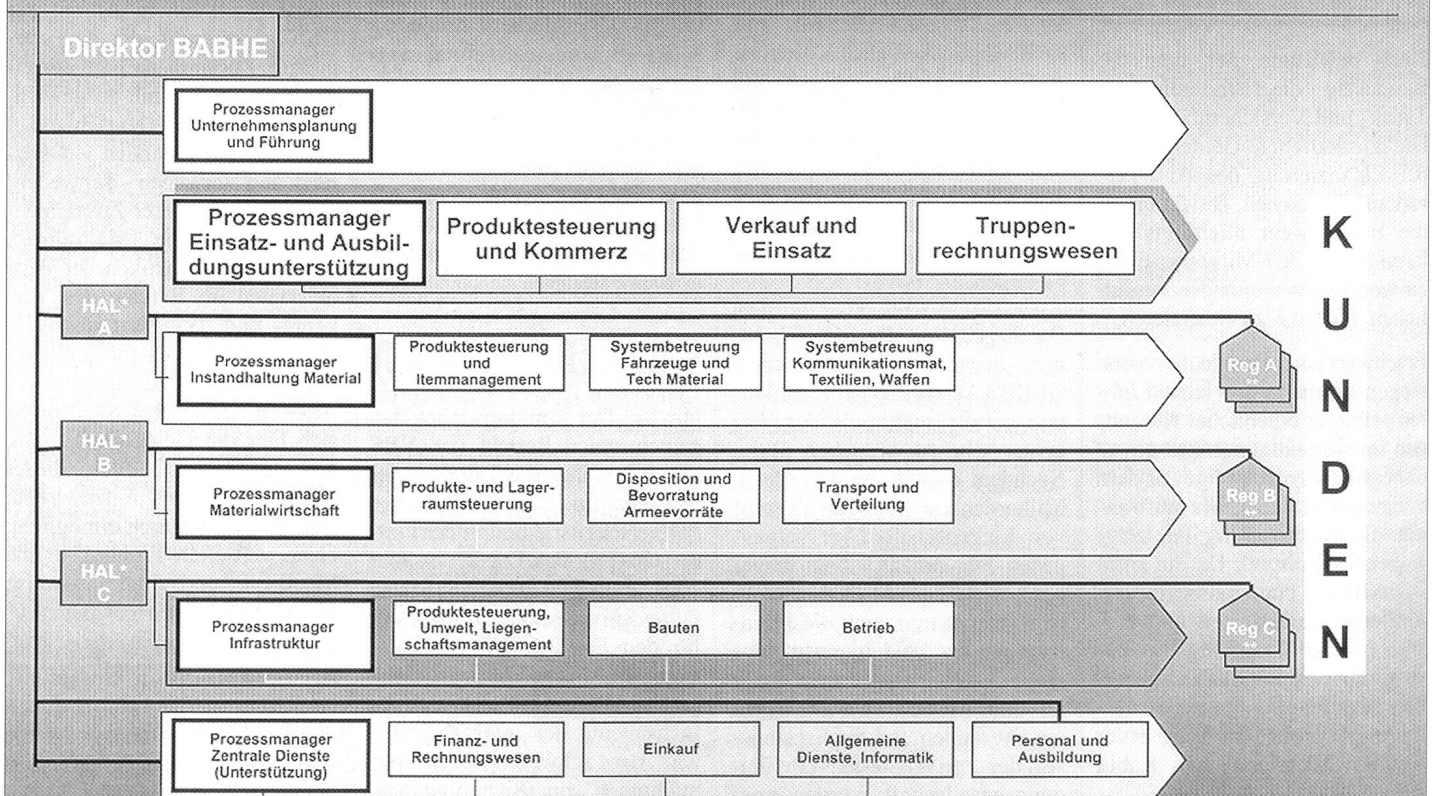 Direktor BABHE
Prozessmanager
Unternehmensplanung
und Führung
Prozessmanager
Einsatz- und Ausbil-
dungsunterstützung
Produktesteuerung
und Kommerz
Verkauf und
Einsatz
Truppen-
rechnungswesen
HAL*
A
Prozessmanager
Instandhaltung Material
Produktesteuerung
und
Itemmanagement
Systembetreuung
Fahrzeuge und
Tech Material
Systembetreuung
Kommunikationsmat,
Textilien, Waffen
Reg A
**
HAL*
B
Prozessmanager
Materialwirtschaft
Produkte- und Lager-
raumsteuerung
Disposition und
Bevorratung
Armeevorräte
Transport und
Verteilung
Reg B
**
HAL*
C
Prozessmanager
Infrastruktur
Produktesteuerung,
Umwelt, Liegen-
schaftsmanagement
Bauten
Betrieb
Reg C
**
Prozessmanager
Zentrale Dienste
(Unterstützung)
Finanz- und
Rechnungswesen
Einkauf
Allgemeine
Dienste, Informatik
Personal und
Ausbildung
K
U
N
D
E
N